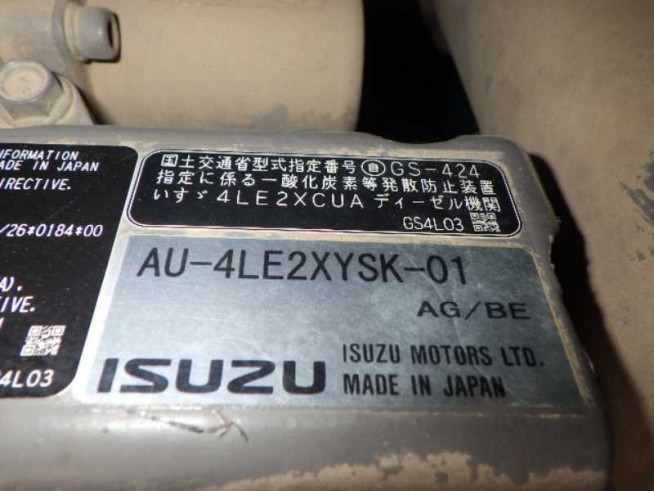 NFORMATION
ADE IN JAPAN
DIRECTIVE.
/26*0184*00
A).
IVE.
4L03
国土交通省型式指定番号 自 GS-424
指定に係る一酸化炭素等発散防止装置
いすゞ 4LE2XCUA ディーゼル機関
GS4L03
AU-4LE2XYSK-01
AG/BE
ISUZU
ISUZU MOTORS LTD.
MADE IN JAPAN